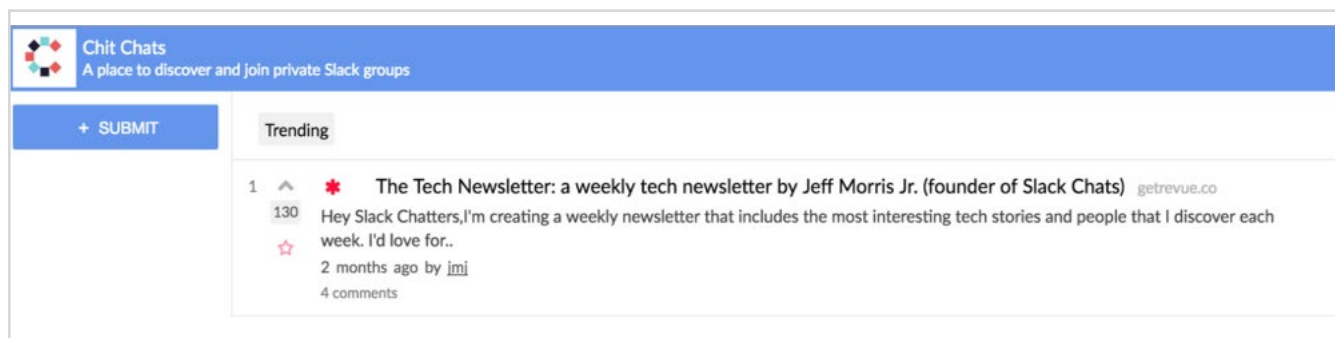 Chit Chats
A place to discover and join private Slack groups
+ SUBMIT
Trending
1
The Tech Newsletter: a weekly tech newsletter by Jeff Morris Jr. (founder of Slack Chats) getrevue.co
130
Hey Slack Chatters,I'm creating a weekly newsletter that includes the most interesting tech stories and people that I discover each
week. I'd love for..
2 months ago by jmj
4 comments